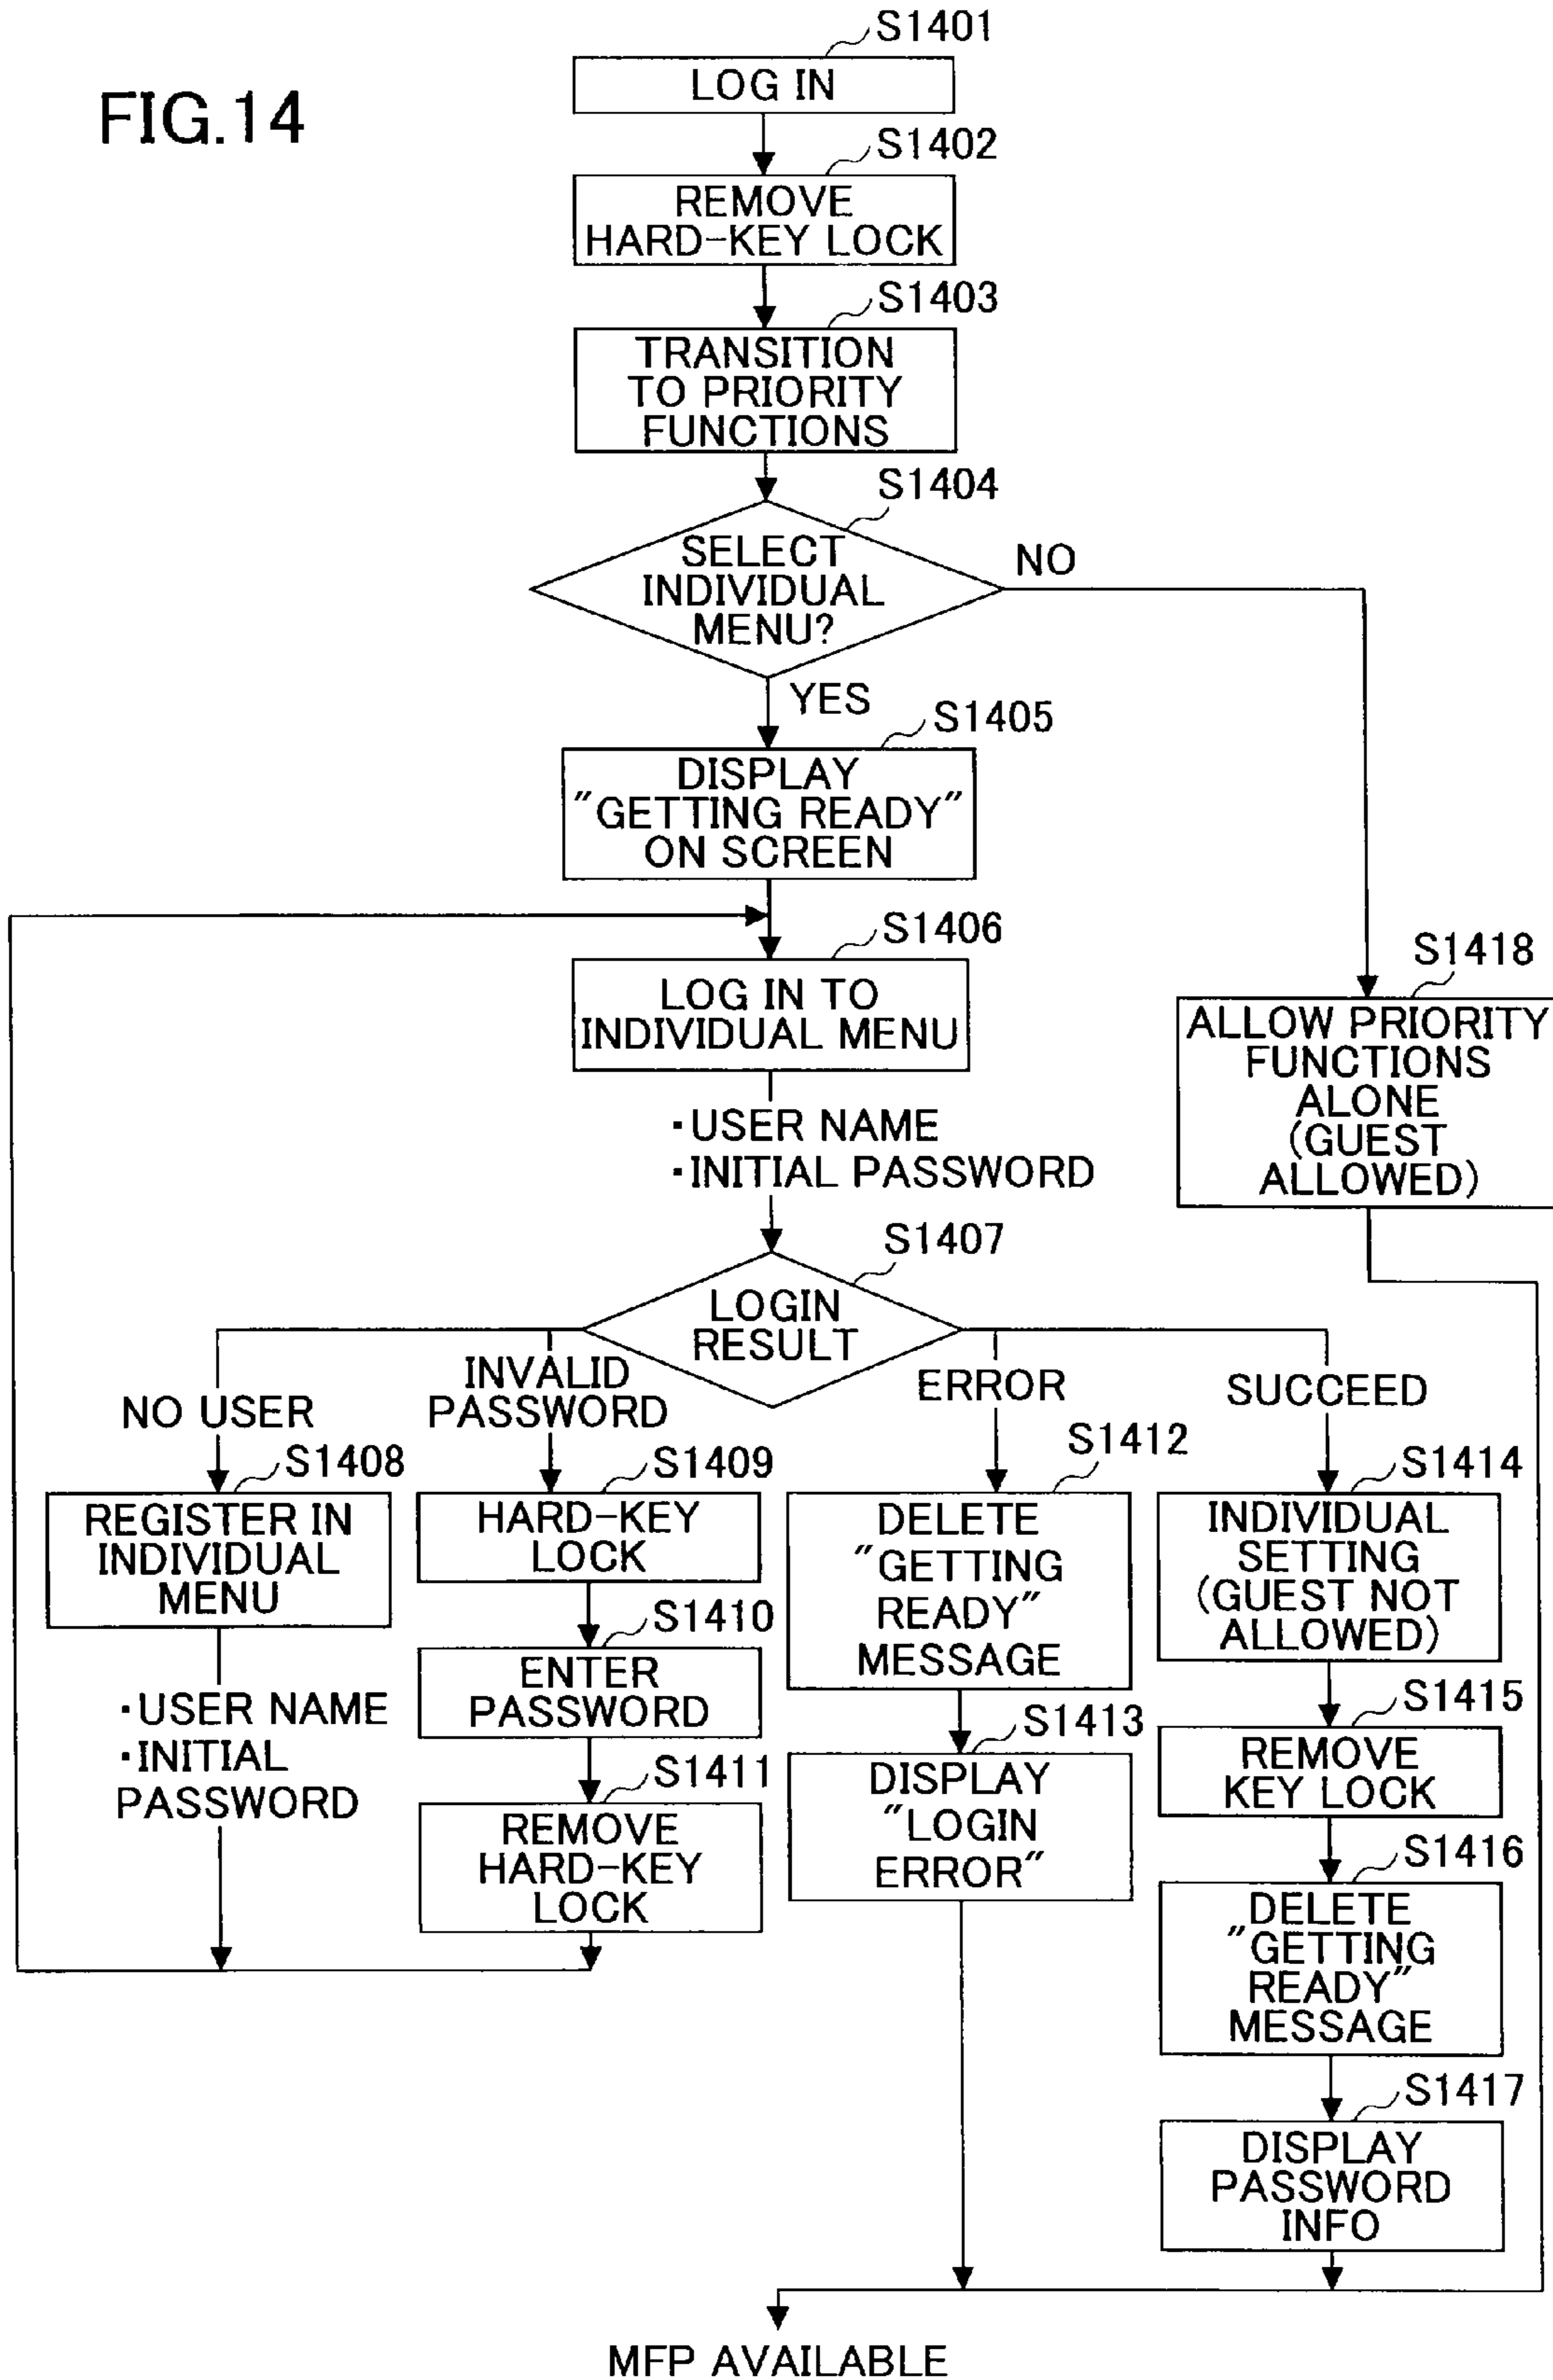 FIG.14
S1401
LOG IN
S1402
REMOVE
HARD-KEY LOCK
S1403
TRANSITION
TO PRIORITY
FUNCTIONS
S1404
SELECT
INDIVIDUAL
MENU?
NO
YES
S1405
DISPLAY
"GETTING READY"
ON SCREEN
S1406
LOG IN TO
INDIVIDUAL MENU
S1418
ALLOW PRIORITY
FUNCTIONS
ALONE
(GUEST
ALLOWED)
・USER NAME
・INITIAL PASSWORD
S1407
LOGIN
RESULT
NO USER
INVALID
PASSWORD
ERROR
SUCCEED
S1408
REGISTER IN
INDIVIDUAL
MENU
・USER NAME
・INITIAL
PASSWORD
S1409
HARD-KEY
LOCK
S1410
ENTER
PASSWORD
S1411
REMOVE
HARD-KEY
LOCK
S1412
DELETE
"GETTING
READY"
MESSAGE
S1413
DISPLAY
"LOGIN
ERROR"
S1414
INDIVIDUAL
SETTING
(GUEST NOT
ALLOWED)
S1415
REMOVE
KEY LOCK
S1416
DELETE
"GETTING
READY"
MESSAGE
S1417
DISPLAY
PASSWORD
INFO
MFP AVAILABLE